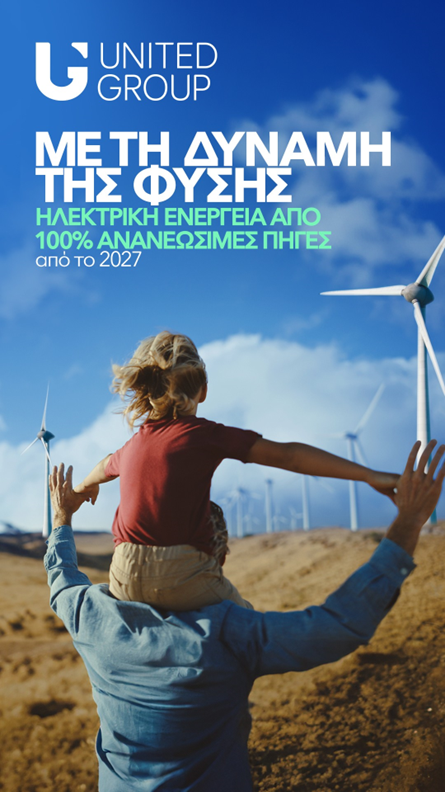 UNITED
GROUP
ΜΕ ΤΗ ΔΥΝΑΜΗ
ΤΗΣ ΦΥΣΗΣ
ΗΛΕΚΤΡΙΚΗ ΕΝΕΡΓΕΙΑ ΑΠΟ
100% ΑΝΑΝΕΩΣΙΜΕΣ ΠΗΓΕΣ
από το 2027